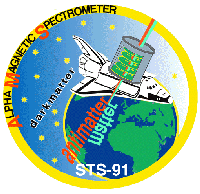 ALPHA MAGNETIC SPECTROMETER
dark matter
antimatter
matter
STS-91